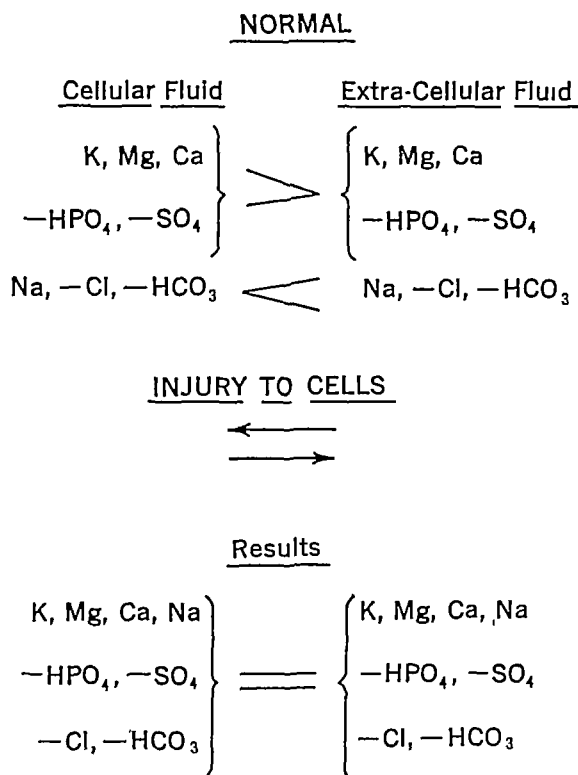 NORMAL
Cellular Fluid Extra-Cellular Fluid
K, Mg, Ca K, Mg, Ca
—HPO₄, —SO₄ —HPO₄, —SO₄
Na, —Cl, —HCO₃ < Na, —Cl, —HCO₃
INJURY TO CELLS
Results
K, Mg, Ca, Na K, Mg, Ca, Na
—HPO₄, —SO₄ = —HPO₄, —SO₄
—Cl, —HCO₃ —Cl, —HCO₃